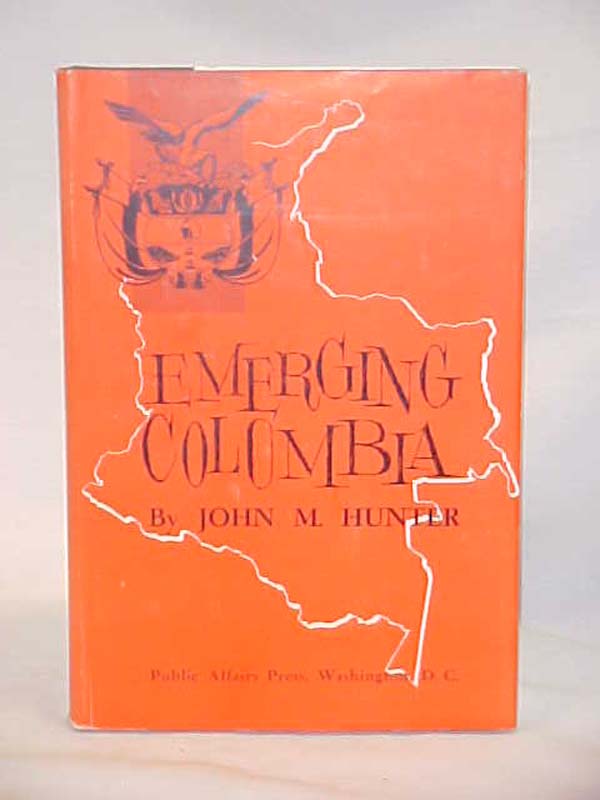 EMERGING
COLOMBIA
By JOHN M. HUNTER
Public Affairs Press, Washington, D. C.